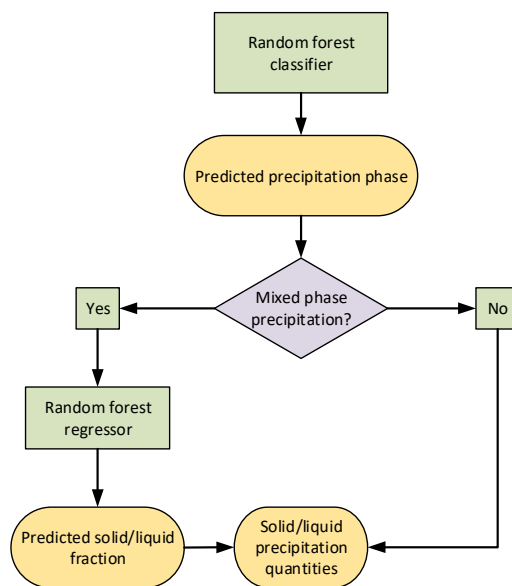 Random forest
classifier
Predicted precipitation phase
Mixed phase
precipitation?
Yes
No
Random forest
regressor
Predicted solid/liquid
fraction
Solid/liquid
precipitation
quantities